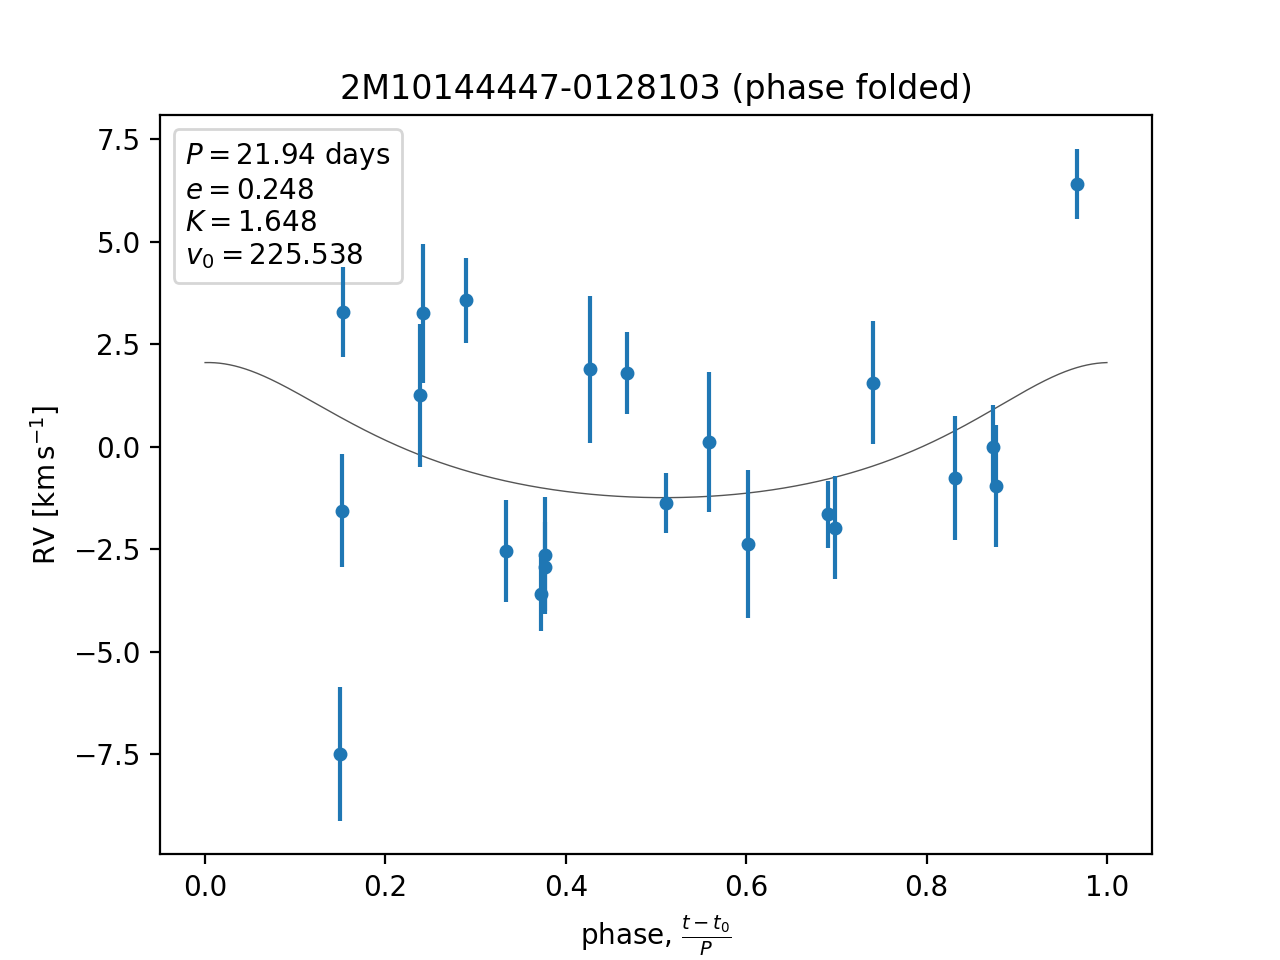 2M10144447-0128103 (phase folded)
P = 21.94 days
e = 0.248
K = 1.648
v₀ = 225.538
7.5
5.0
2.5
0.0
−2.5
−5.0
−7.5
RV [km s⁻¹]
0.0 0.2 0.4 0.6 0.8 1.0
phase, (t − t₀)/P